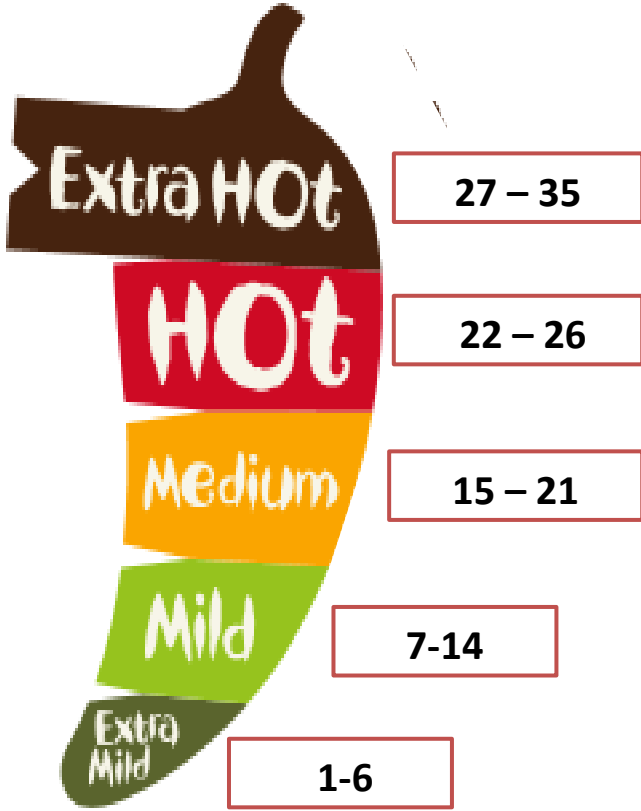 Extra HOt
27 – 35
HOt
22 – 26
Medium
15 – 21
Mild
7-14
Extra
Mild
1-6